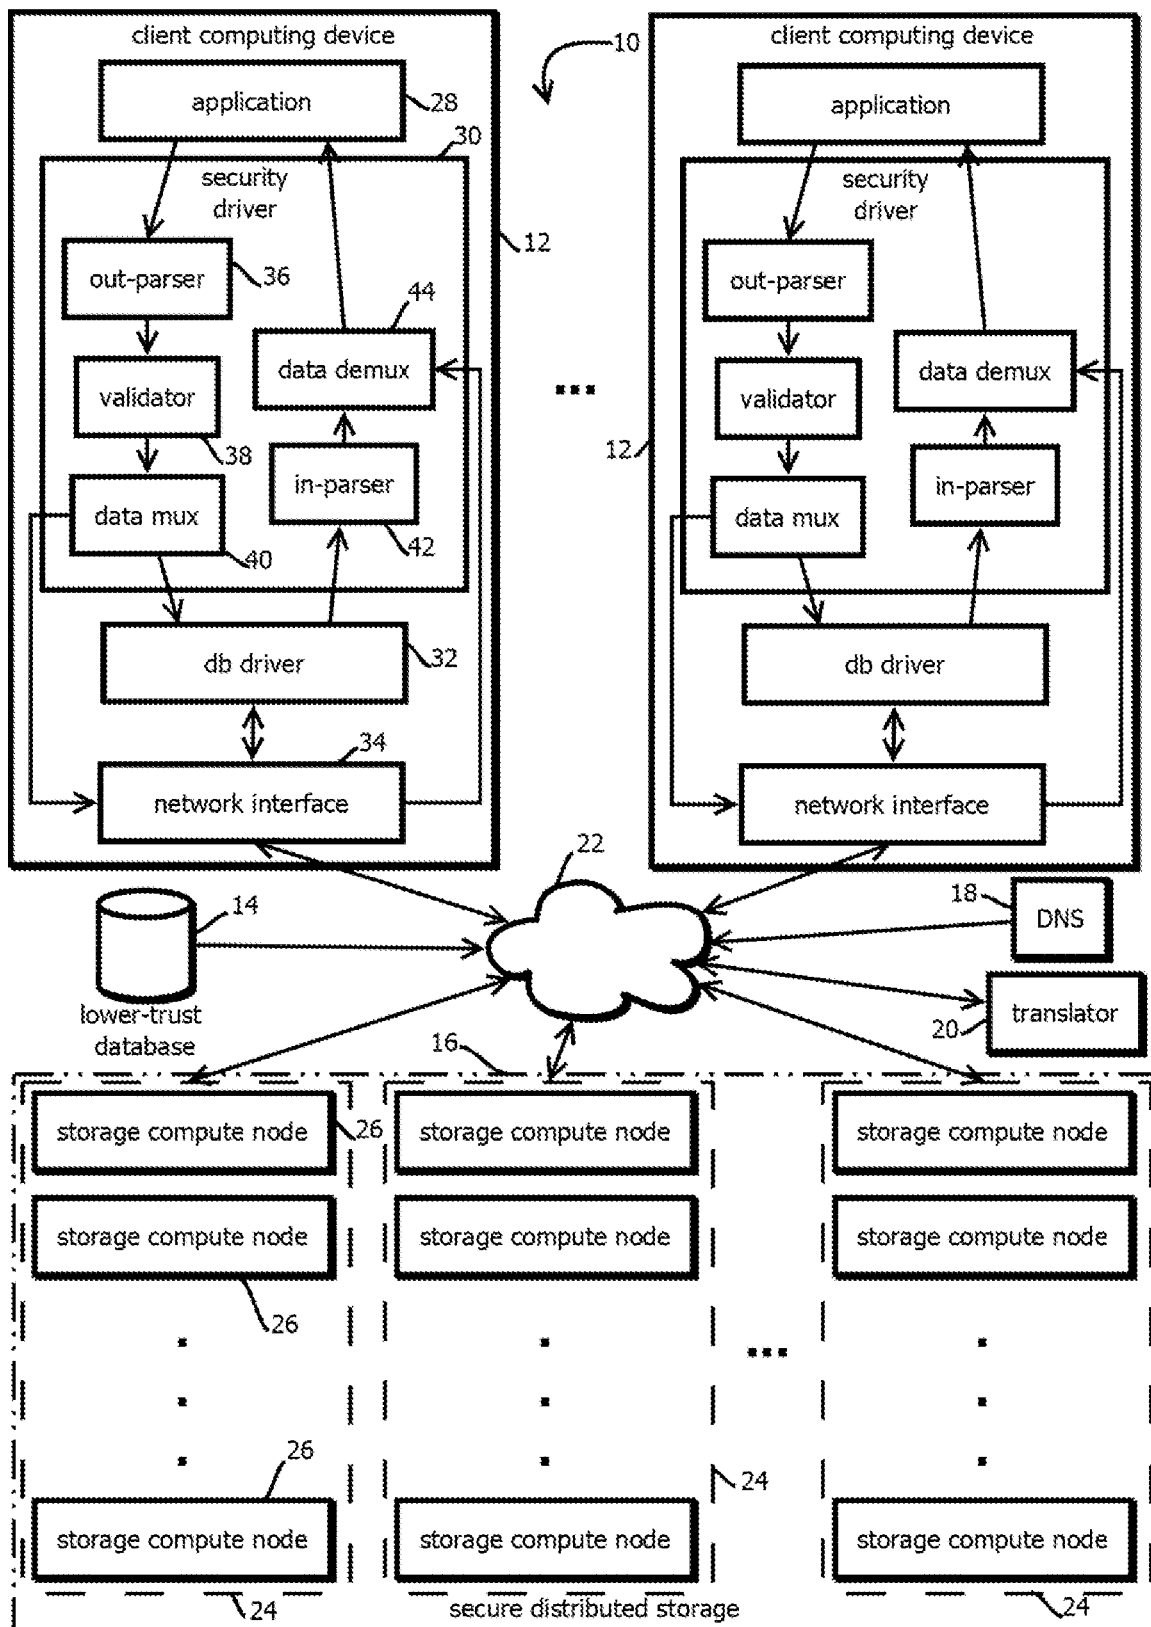 client computing device
10
client computing device
application
28
application
30
security
driver
security
driver
12
out-parser
36
out-parser
44
data demux
data demux
validator
38
validator
...
12
in-parser
42
in-parser
data mux
40
data mux
db driver
32
db driver
34
network interface
network interface
22
14
18
DNS
lower-trust
database
20
translator
16
storage compute node
26
storage compute node
storage compute node
storage compute node
26
storage compute node
storage compute node
...
26
24
storage compute node
storage compute node
storage compute node
24
secure distributed storage
24